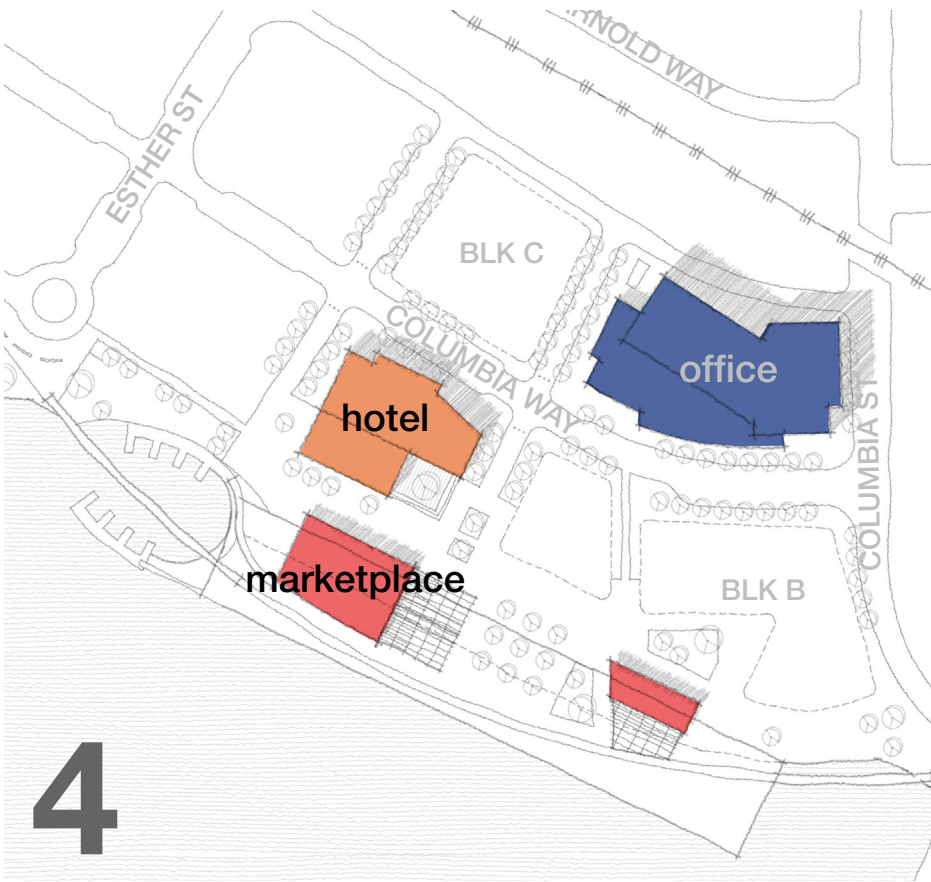 ARNOLD WAY
ESTHER ST
BLK C
COLUMBIA WAY
office
hotel
COLUMBIA ST
marketplace
BLK B
4